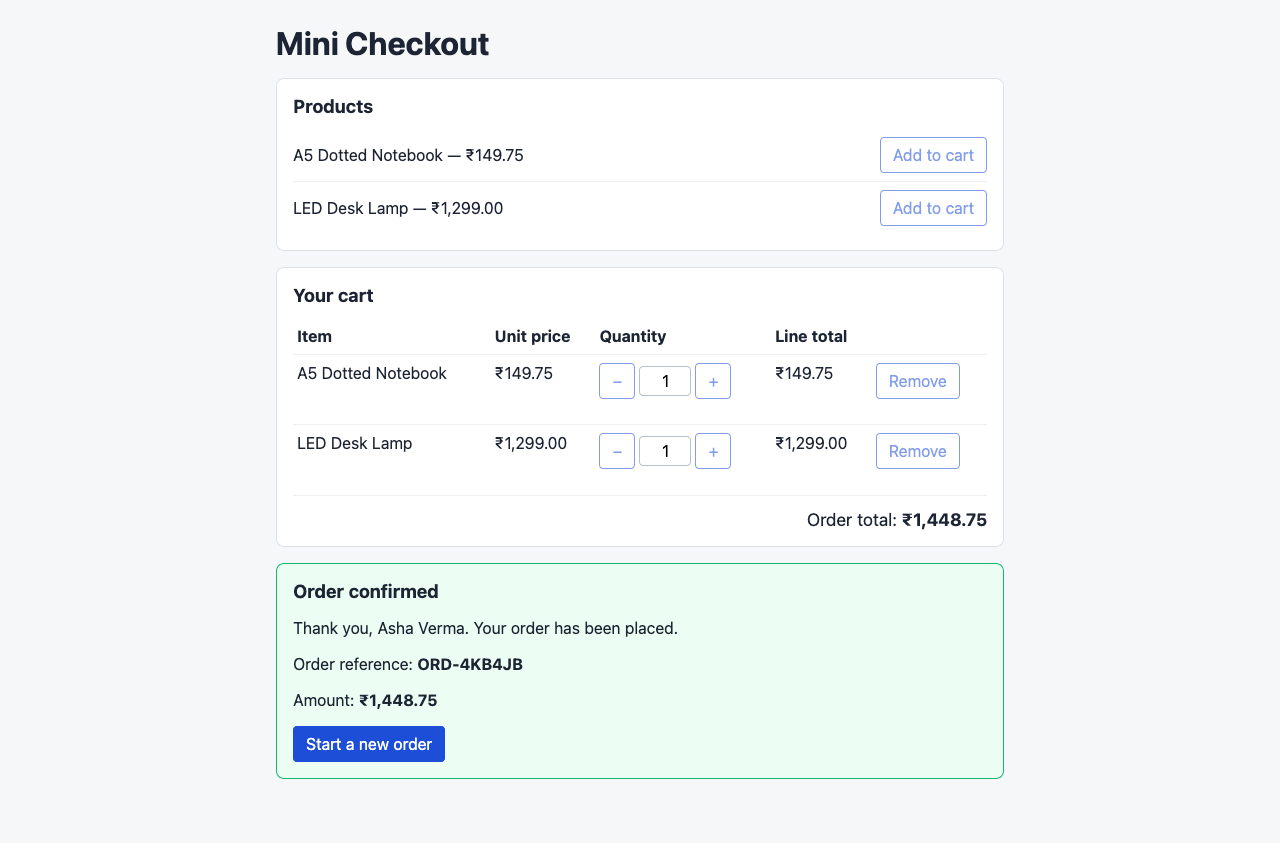 Mini Checkout
Products
A5 Dotted Notebook — ₹149.75 Add to cart
LED Desk Lamp — ₹1,299.00 Add to cart
Your cart
Item Unit price Quantity Line total
A5 Dotted Notebook ₹149.75 − 1 + ₹149.75 Remove
LED Desk Lamp ₹1,299.00 − 1 + ₹1,299.00 Remove
Order total: ₹1,448.75
Order confirmed
Thank you, Asha Verma. Your order has been placed.
Order reference: ORD-4KB4JB
Amount: ₹1,448.75
Start a new order